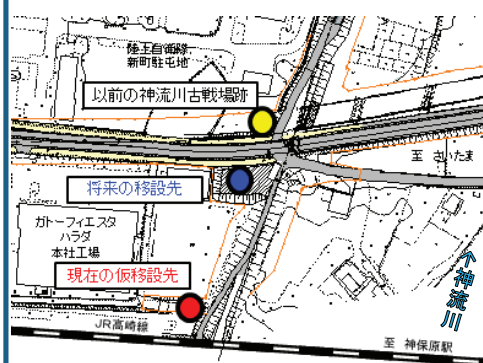 陸上自衛隊
新町駐屯地
以前の神流川古戦場跡
至 さいたま
将来の移設先
ガトーフィエスタ
ハラダ
本社工場
↑神流川
現在の仮移設先
JR高崎線
至 神保原駅